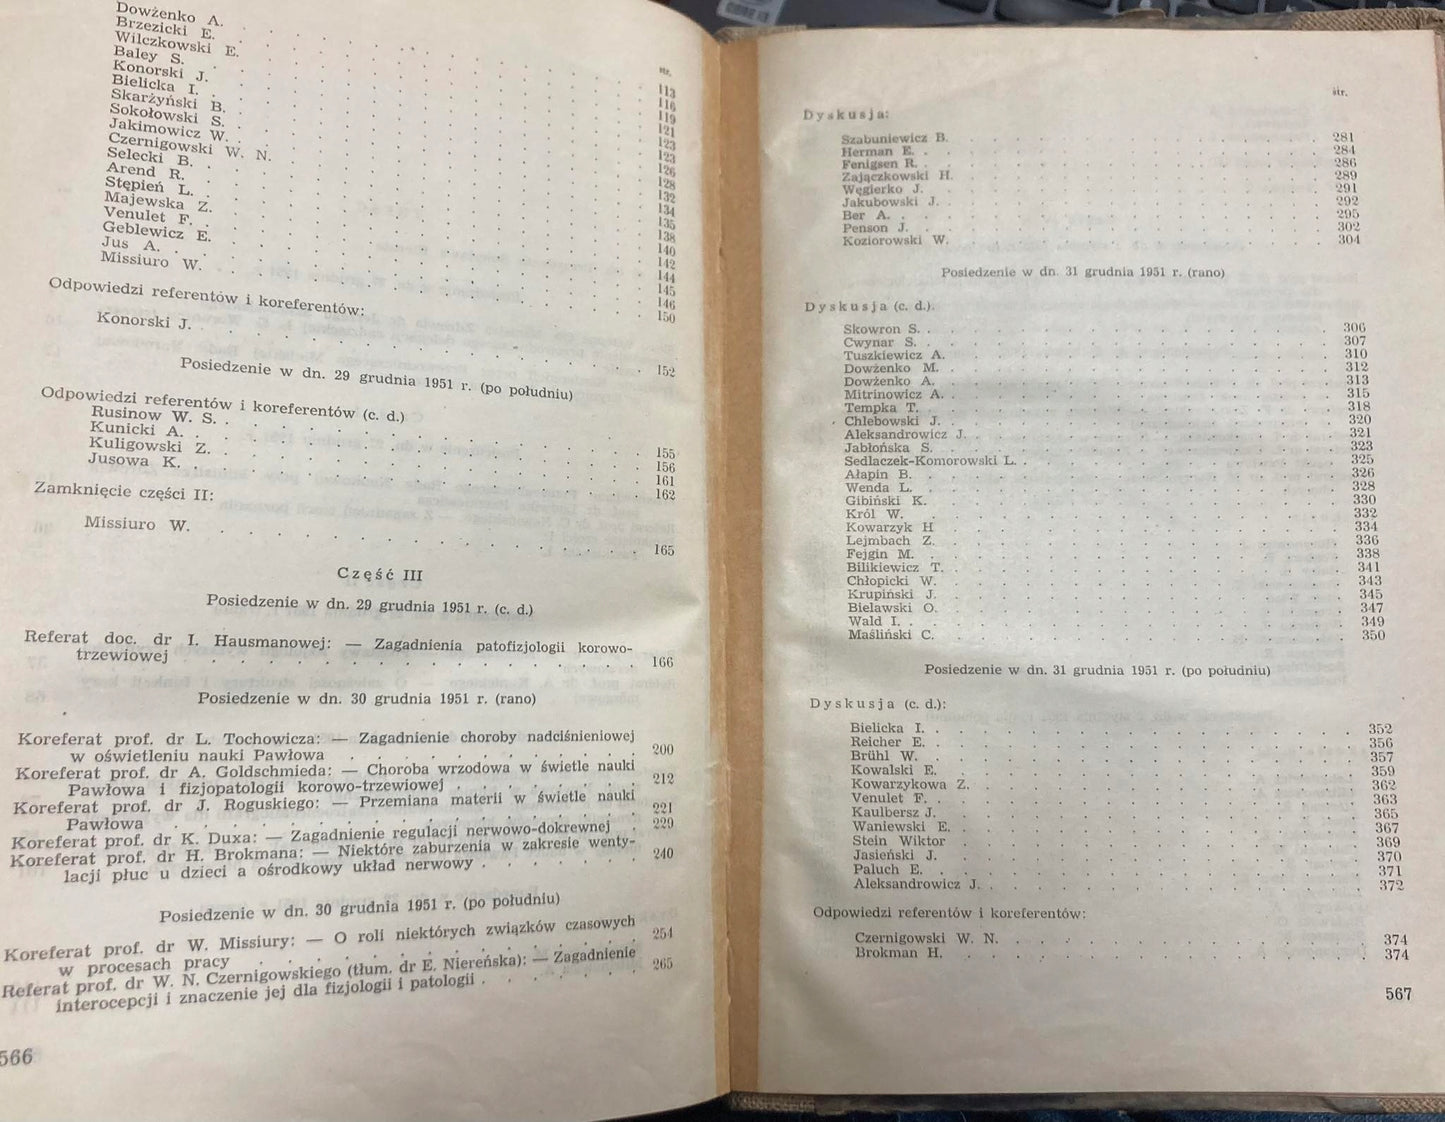 str.
Dowżenko A. 113
Brzezicki E. 116
Wilczkowski E. 119
Baley S. 121
Konorski J. 123
Bielicka I. 123
Skarżyński B. 126
Sokołowski S. 128
Jakimowicz W. 132
Czernigowski W. N. 134
Selecki B. 135
Arend R. 138
Stępień L. 140
Majewska Z. 142
Venulet F. 144
Geblewicz E. 145
Jus A. 146
Missiuro W. 150
Odpowiedzi referentów i koreferentów:
Konorski J. 152
Posiedzenie w dn. 29 grudnia 1951 r. (po południu)
Odpowiedzi referentów i koreferentów (c. d.)
Rusinow W. S. 155
Kunicki A. 156
Kuligowski Z. 161
Jusowa K. 162
Zamknięcie części II:
Missiuro W. 165
Część III
Posiedzenie w dn. 29 grudnia 1951 r. (c. d.)
Referat doc. dr I. Hausmanowej: — Zagadnienia patofizjologii korowo-
trzewiowej 166
Posiedzenie w dn. 30 grudnia 1951 r. (rano)
Koreferat prof. dr L. Tochowicza: — Zagadnienie choroby nadciśnieniowej
w oświetleniu nauki Pawłowa 200
Koreferat prof. dr A. Goldschmieda: — Choroba wrzodowa w świetle nauki
Pawłowa i fizjopatologii korowo-trzewiowej 212
Koreferat prof. dr J. Roguskiego: — Przemiana materii w świetle nauki
Pawłowa 221
Koreferat prof. dr K. Duxa: — Zagadnienie regulacji nerwowo-dokrewnej 229
Koreferat prof. dr H. Brokmana: — Niektóre zaburzenia w zakresie wenty-
lacji płuc u dzieci a ośrodkowy układ nerwowy 240
Posiedzenie w dn. 30 grudnia 1951 r. (po południu)
Koreferat prof. dr W. Missiury: — O roli niektórych związków czasowych
w procesach pracy 254
Referat prof. dr W. N. Czernigowskiego (tłum. dr E. Niereńska): — Zagadnienie
interocepcji i znaczenie jej dla fizjologii i patologii 265
566
str.
Dyskusja:
Szabuniewicz B. 281
Herman E. 284
Fenigsen R. 286
Zajączkowski H. 289
Węgierko J. 291
Jakubowski J. 292
Ber A. 295
Penson J. 302
Koziorowski W. 304
Posiedzenie w dn. 31 grudnia 1951 r. (rano)
Dyskusja (c. d.).
Skowron S. 306
Cwynar S. 307
Tuszkiewicz A. 310
Dowżenko M. 312
Dowżenko A. 313
Mitrinowicz A. 315
Tempka T. 318
Chlebowski J. 320
Aleksandrowicz J. 321
Jabłońska S. 323
Sedlaczek-Komorowski L. 325
Ałapin B. 326
Wenda L. 328
Gibiński K. 330
Król W. 332
Kowarzyk H 334
Lejmbach Z. 336
Fejgin M. 338
Bilikiewicz T. 341
Chłopicki W. 343
Krupiński J. 345
Bielawski O. 347
Wald I. 349
Maśliński C. 350
Posiedzenie w dn. 31 grudnia 1951 r. (po południu)
Dyskusja (c. d.):
Bielicka I. 352
Reicher E. 356
Brühl W. 357
Kowalski E. 359
Kowarzykowa Z. 362
Venulet F. 363
Kaulbersz J. 365
Waniewski E. 367
Stein Wiktor 369
Jasieński J. 370
Paluch E. 371
Aleksandrowicz J. 372
Odpowiedzi referentów i koreferentów:
Czernigowski W. N. 374
Brokman H. 374
567